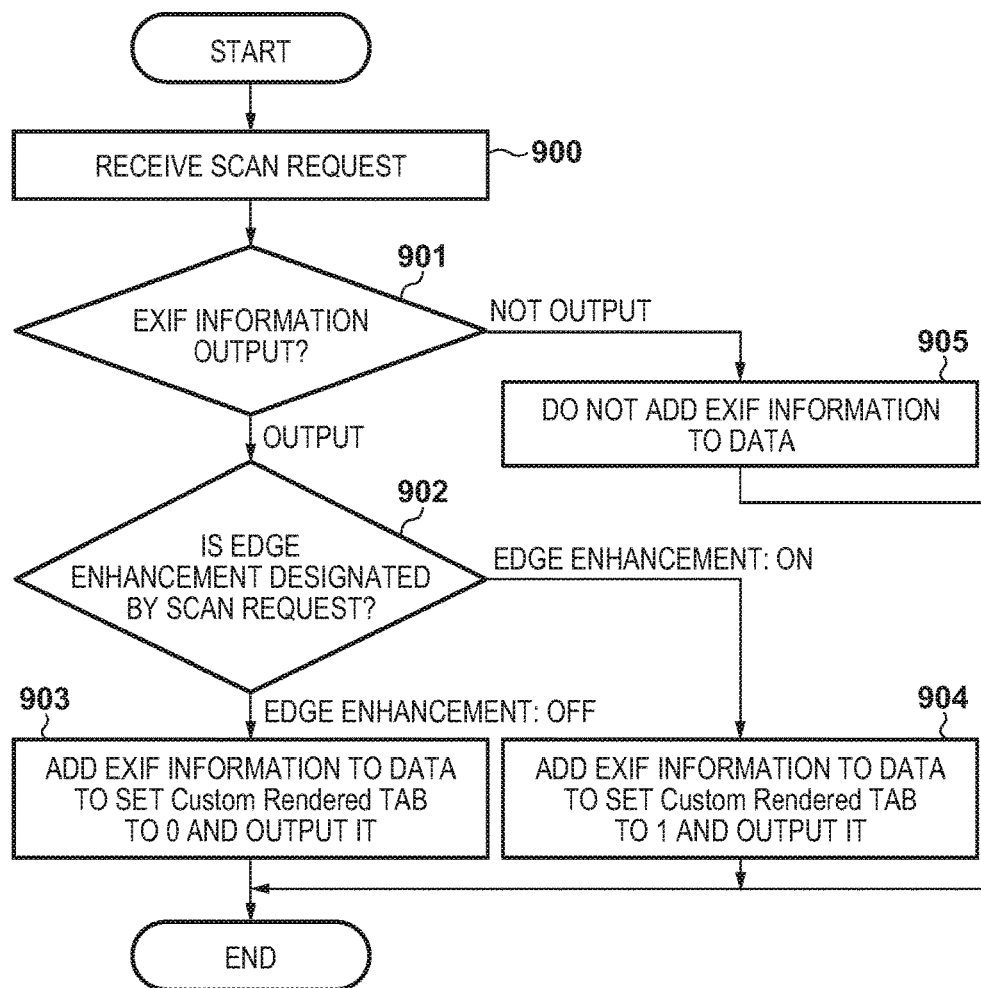 START
RECEIVE SCAN REQUEST
900
901
EXIF INFORMATION
OUTPUT?
NOT OUTPUT
905
DO NOT ADD EXIF INFORMATION
TO DATA
OUTPUT
902
IS EDGE
ENHANCEMENT DESIGNATED
BY SCAN REQUEST?
EDGE ENHANCEMENT: ON
903
EDGE ENHANCEMENT: OFF
904
ADD EXIF INFORMATION TO DATA
TO SET Custom Rendered TAB
TO 0 AND OUTPUT IT
ADD EXIF INFORMATION TO DATA
TO SET Custom Rendered TAB
TO 1 AND OUTPUT IT
END